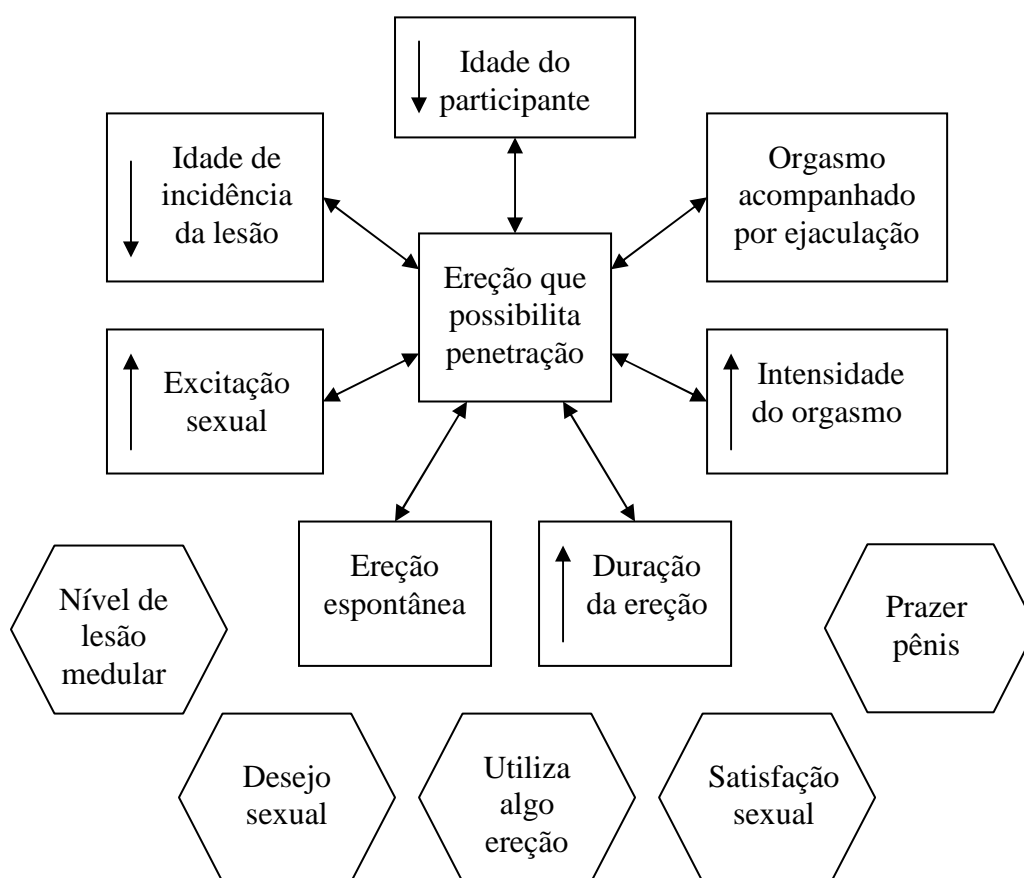 Idade do
participante
Idade de
incidência
da lesão
Orgasmo
acompanhado
por ejaculação
Ereção que
possibilita
penetração
Excitação
sexual
Intensidade
do orgasmo
Ereção
espontânea
Duração
da ereção
Nível de
lesão
medular
Prazer
pênis
Desejo
sexual
Utiliza
algo
ereção
Satisfação
sexual